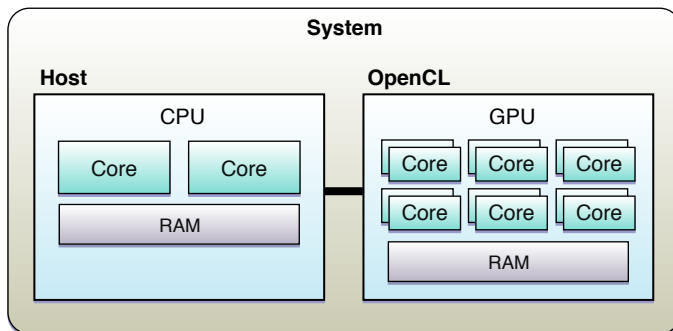 System
Host
CPU
Core Core
RAM
OpenCL
GPU
Core Core Core
Core Core Core
RAM